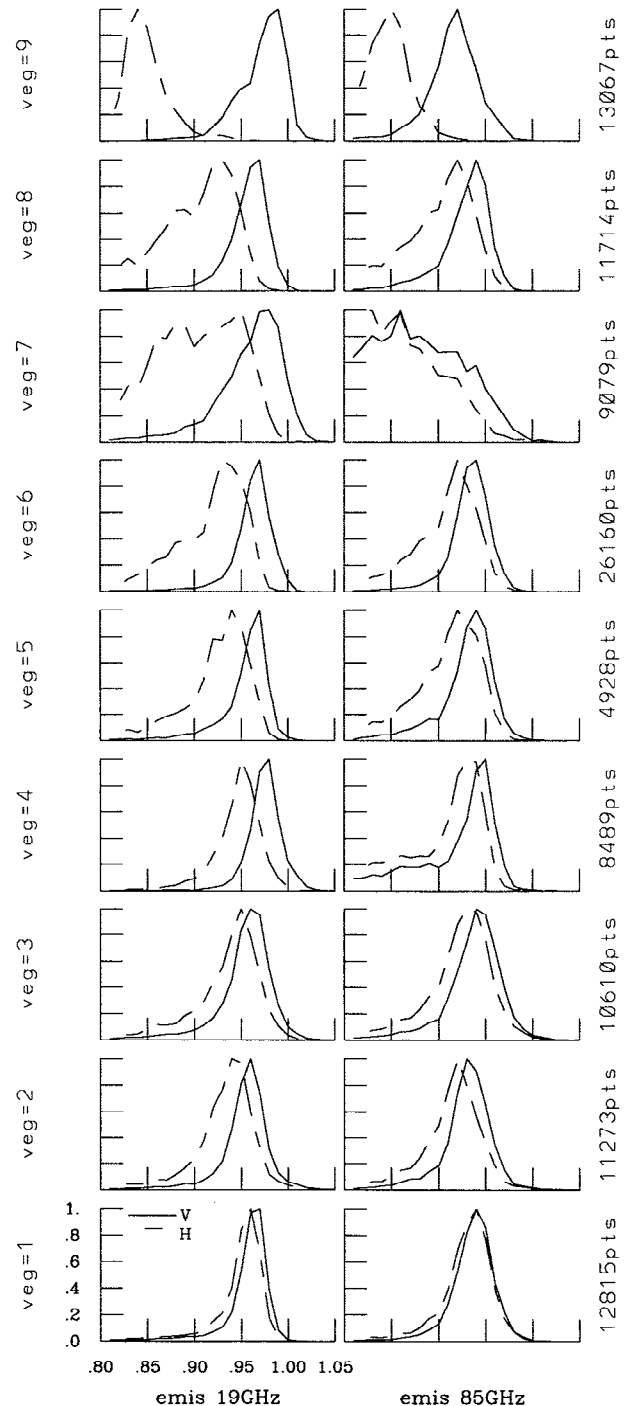 veg=9
13067pts
veg=8
11714pts
veg=7
9079pts
veg=6
26160pts
veg=5
4928pts
veg=4
8489pts
veg=3
10610pts
veg=2
11273pts
veg=1
12815pts
1.
.8
.6
.4
.2
.0
V
H
.80 .85 .90 .95 1.00 1.05
emis 19GHz emis 85GHz